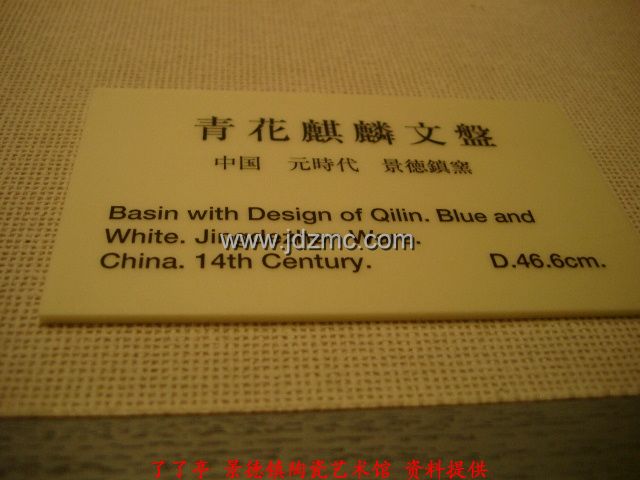 青花麒麟文盤
中国 元時代 景徳鎮窯
Basin with Design of Qilin. Blue and
White.
www.jdzmc.com
China. 14th Century. D.46.6cm.
了了亭 景德镇陶瓷艺术馆 资料提供